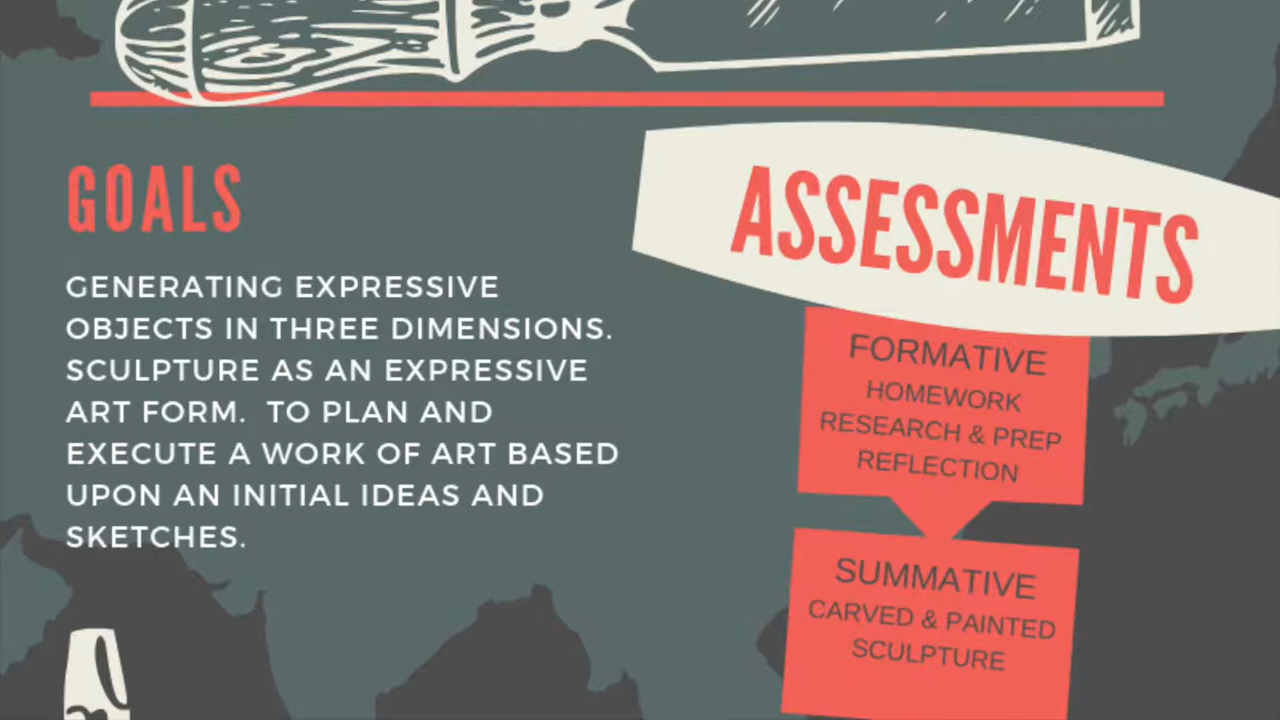 GOALS
GENERATING EXPRESSIVE
OBJECTS IN THREE DIMENSIONS.
SCULPTURE AS AN EXPRESSIVE
ART FORM. TO PLAN AND
EXECUTE A WORK OF ART BASED
UPON AN INITIAL IDEAS AND
SKETCHES.
ASSESSMENTS
FORMATIVE
HOMEWORK
RESEARCH & PREP
REFLECTION
SUMMATIVE
CARVED & PAINTED
SCULPTURE